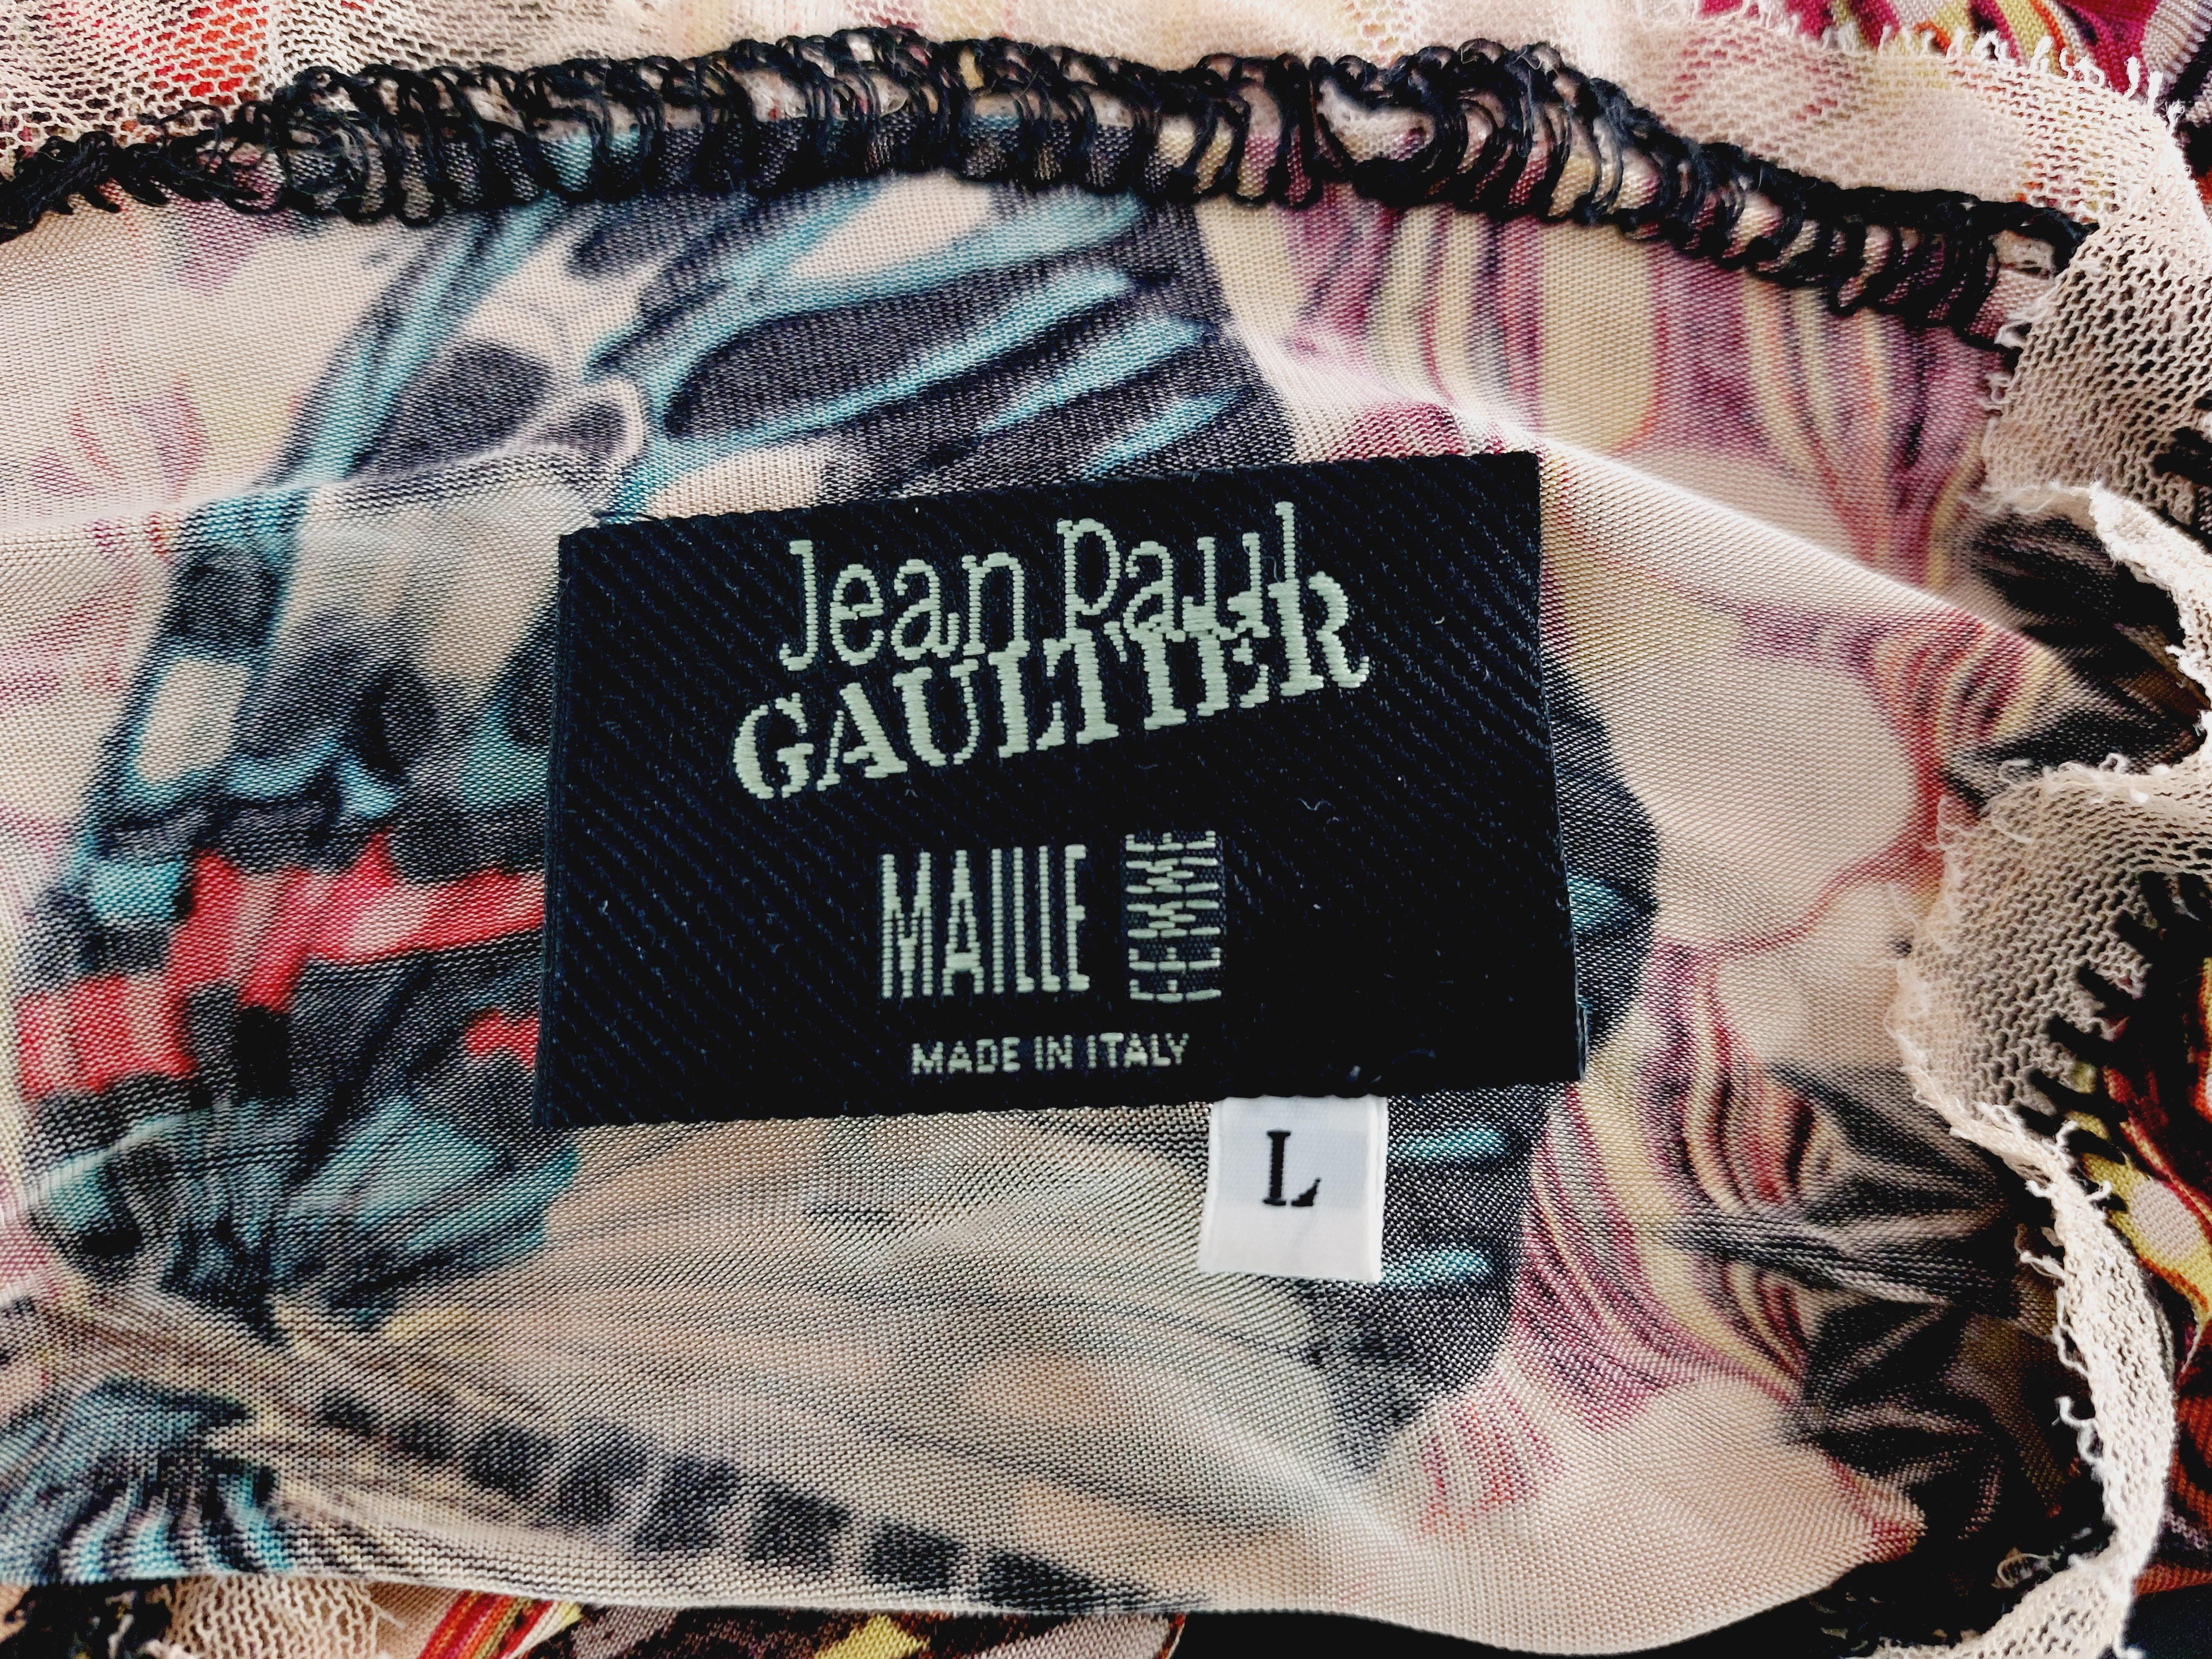 Jean Paul
GAULTIER
MAILLE FEMME
MADE IN ITALY
L